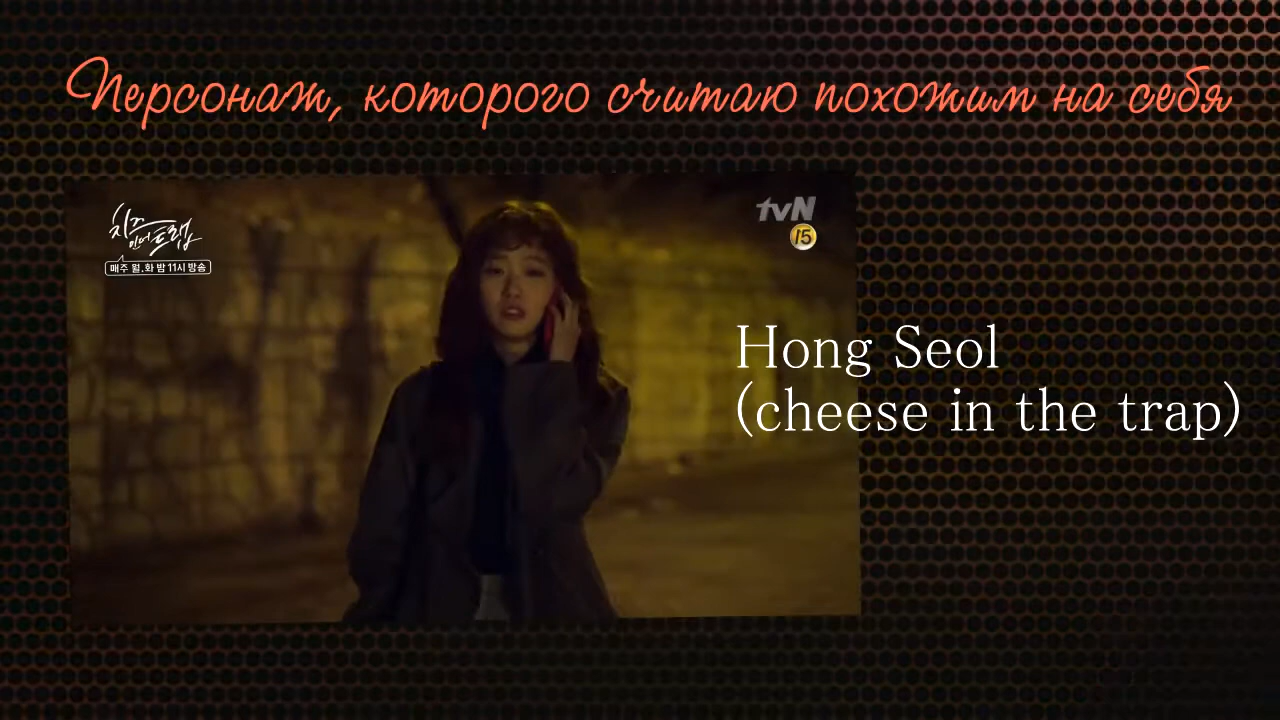 Персонаж, которого считаю похожим на себя
치즈
인더 트랩
매주 월,화 밤 11시 방송
tvN
15
Hong Seol
(cheese in the trap)